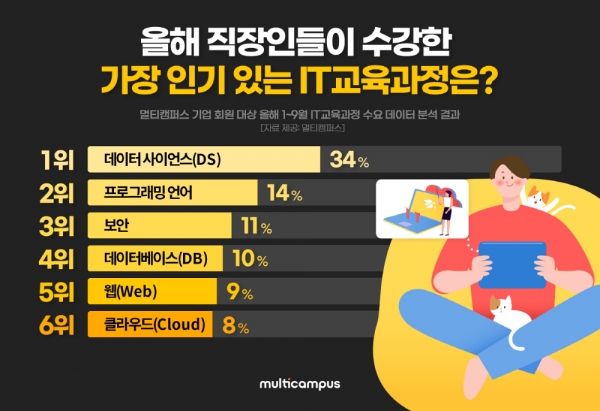 올해 직장인들이 수강한
가장 인기 있는 IT교육과정은?
멀티캠퍼스 기업 회원 대상 올해 1~9월 IT교육과정 수요 데이터 분석 결과
[자료 제공: 멀티캠퍼스]
1위 데이터 사이언스(DS) 34%
2위 프로그래밍 언어 14%
3위 보안 11%
4위 데이터베이스(DB) 10%
5위 웹(Web) 9%
6위 클라우드(Cloud) 8%
multicampus